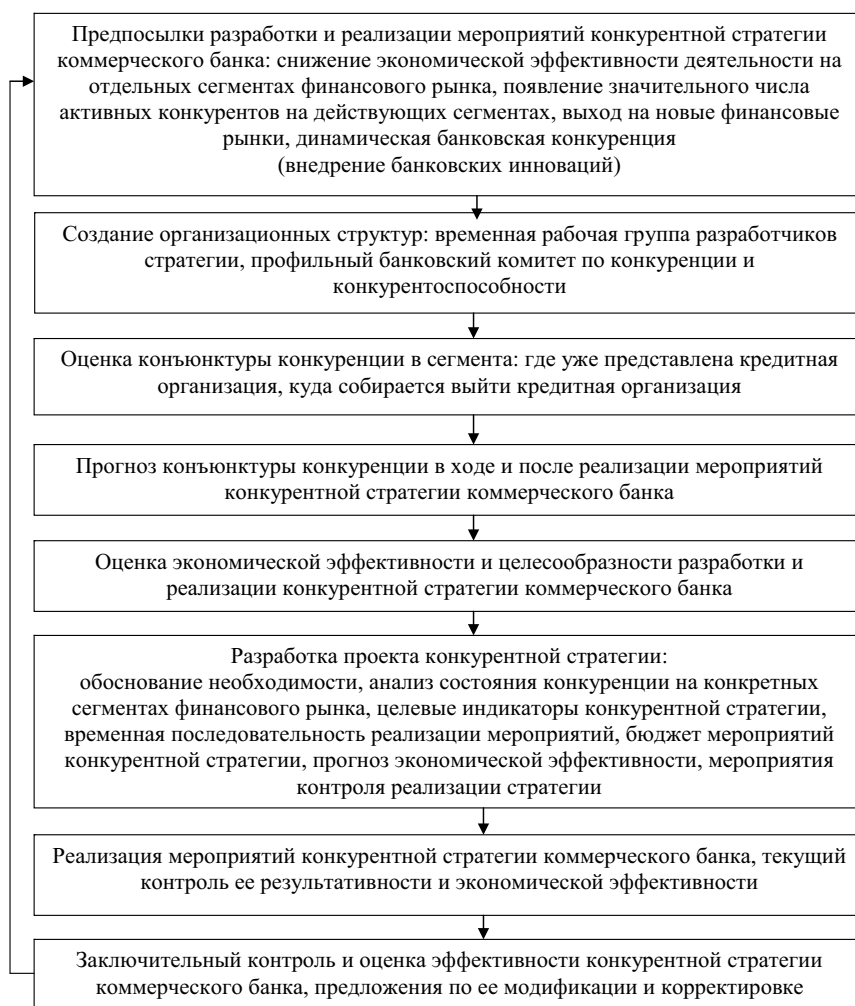 Предпосылки разработки и реализации мероприятий конкурентной стратегии
коммерческого банка: снижение экономической эффективности деятельности на
отдельных сегментах финансового рынка, появление значительного числа
активных конкурентов на действующих сегментах, выход на новые финансовые
рынки, динамическая банковская конкуренция
(внедрение банковских инноваций)
Создание организационных структур: временная рабочая группа разработчиков
стратегии, профильный банковский комитет по конкуренции и
конкурентоспособности
Оценка конъюнктуры конкуренции в сегмента: где уже представлена кредитная
организация, куда собирается выйти кредитная организация
Прогноз конъюнктуры конкуренции в ходе и после реализации мероприятий
конкурентной стратегии коммерческого банка
Оценка экономической эффективности и целесообразности разработки и
реализации конкурентной стратегии коммерческого банка
Разработка проекта конкурентной стратегии:
обоснование необходимости, анализ состояния конкуренции на конкретных
сегментах финансового рынка, целевые индикаторы конкурентной стратегии,
временная последовательность реализации мероприятий, бюджет мероприятий
конкурентной стратегии, прогноз экономической эффективности, мероприятия
контроля реализации стратегии
Реализация мероприятий конкурентной стратегии коммерческого банка, текущий
контроль ее результативности и экономической эффективности
Заключительный контроль и оценка эффективности конкурентной стратегии
коммерческого банка, предложения по ее модификации и корректировке